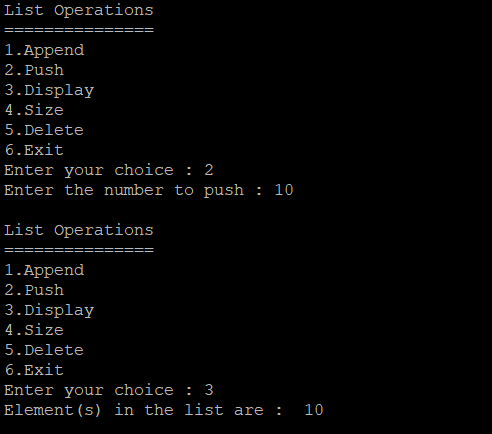 List Operations
===============
1.Append
2.Push
3.Display
4.Size
5.Delete
6.Exit
Enter your choice : 2
Enter the number to push : 10

List Operations
===============
1.Append
2.Push
3.Display
4.Size
5.Delete
6.Exit
Enter your choice : 3
Element(s) in the list are :  10